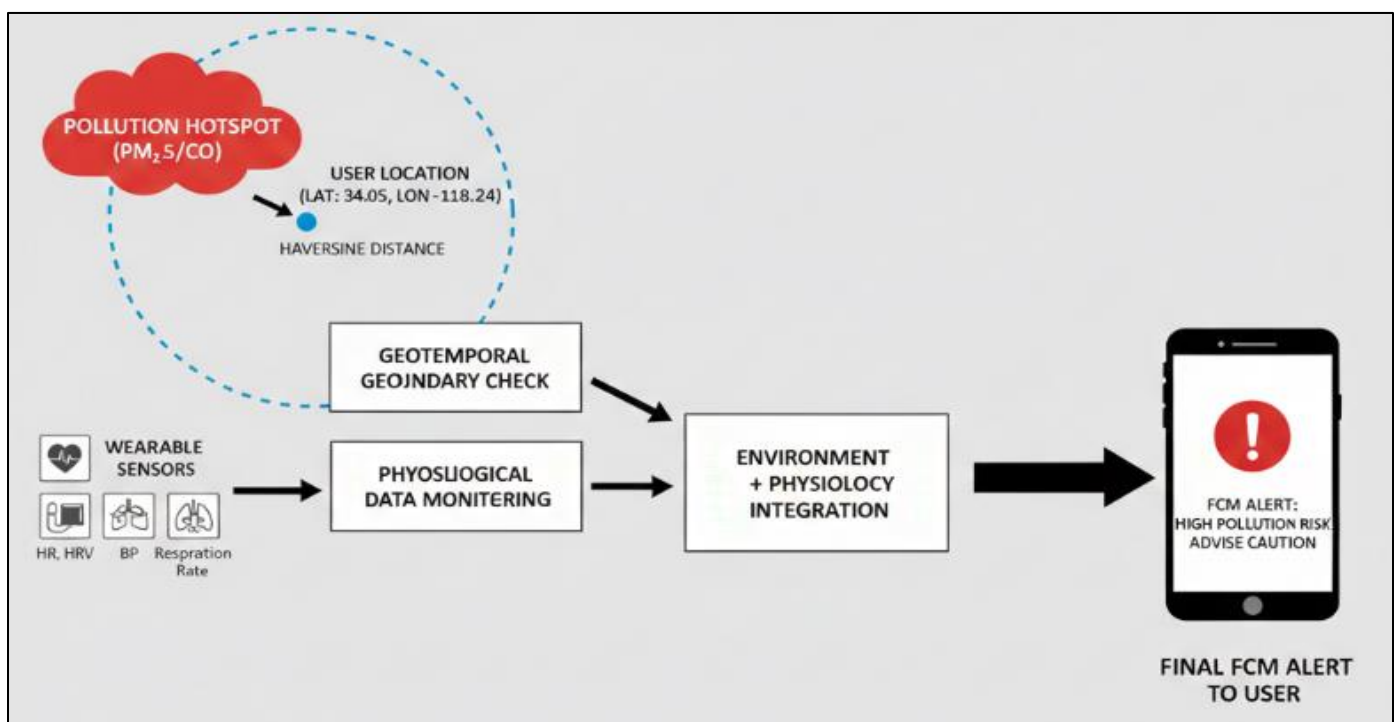 POLLUTION HOTSPOT
(PM₂.5/CO)
USER LOCATION
(LAT: 34.05, LON -118.24)
HAVERSINE DISTANCE
GEOTEMPORAL
GEOJNDARY CHECK
WEARABLE
SENSORS
HR, HRV
BP
Respration
Rate
PHYOSLIOGICAL
DATA MONITERING
ENVIRONMENT
+ PHYSIOLOCY
INTEGRATION
FCM ALERT:
HIGH POLLUTION RISK
ADVISE CAUTION
FINAL FCM ALERT
TO USER